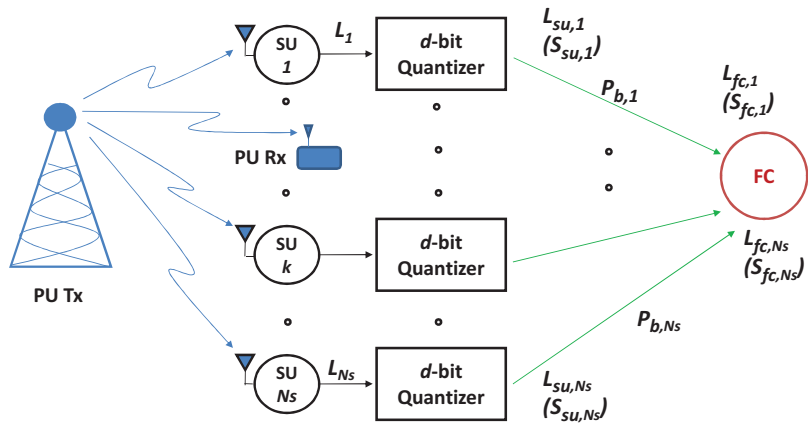 SU
1
L1
d-bit
Quantizer
Lsu,1
(Ssu,1)
Pb,1
Lfc,1
(Sfc,1)
PU Rx
FC
SU
k
d-bit
Quantizer
Lfc,Ns
(Sfc,Ns)
PU Tx
Pb,Ns
SU
Ns
LNs
d-bit
Quantizer
Lsu,Ns
(Ssu,Ns)